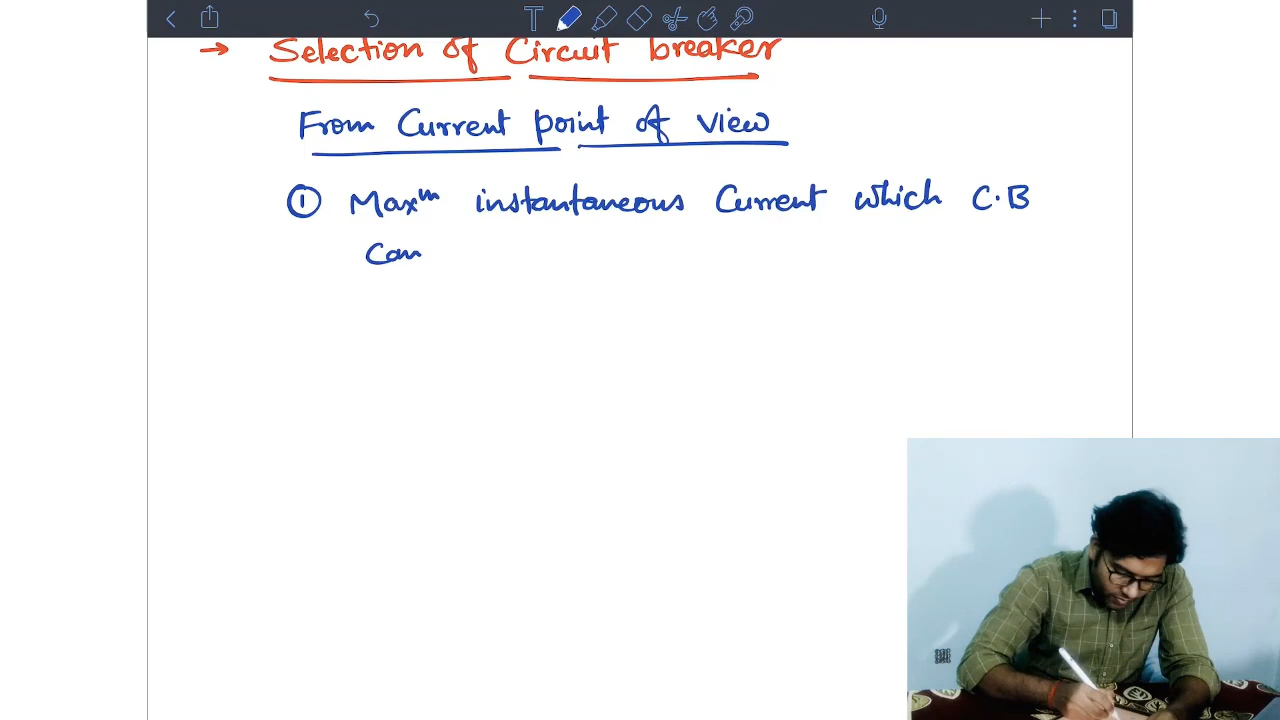 → Selection of Circuit breaker
From Current point of view
① Maxᵐ instantaneous Current which C.B
Can